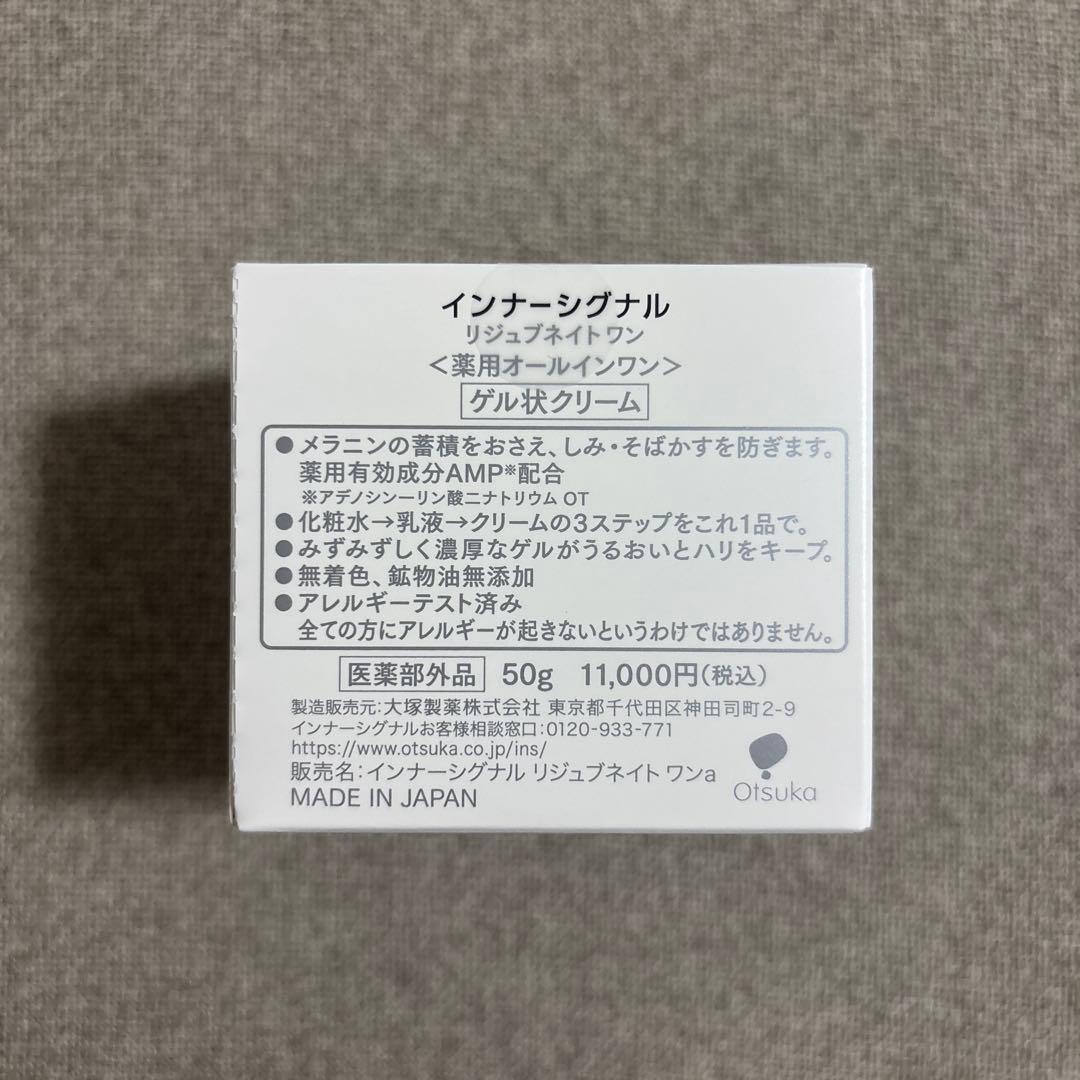 インナーシグナル
リジュブネイト ワン
＜薬用オールインワン＞
ゲル状クリーム
●メラニンの蓄積をおさえ、しみ・そばかすを防ぎます。
薬用有効成分AMP※配合
※アデノシン一リン酸二ナトリウム OT
●化粧水→乳液→クリームの3ステップをこれ1品で。
●みずみずしく濃厚なゲルがうるおいとハリをキープ。
●無着色、鉱物油無添加
●アレルギーテスト済み
全ての方にアレルギーが起きないというわけではありません。
医薬部外品 50g 11,000円(税込)
製造販売元:大塚製薬株式会社 東京都千代田区神田司町2-9
インナーシグナルお客様相談窓口:0120-933-771
https://www.otsuka.co.jp/ins/
販売名:インナーシグナル リジュブネイト ワンa
MADE IN JAPAN
Otsuka